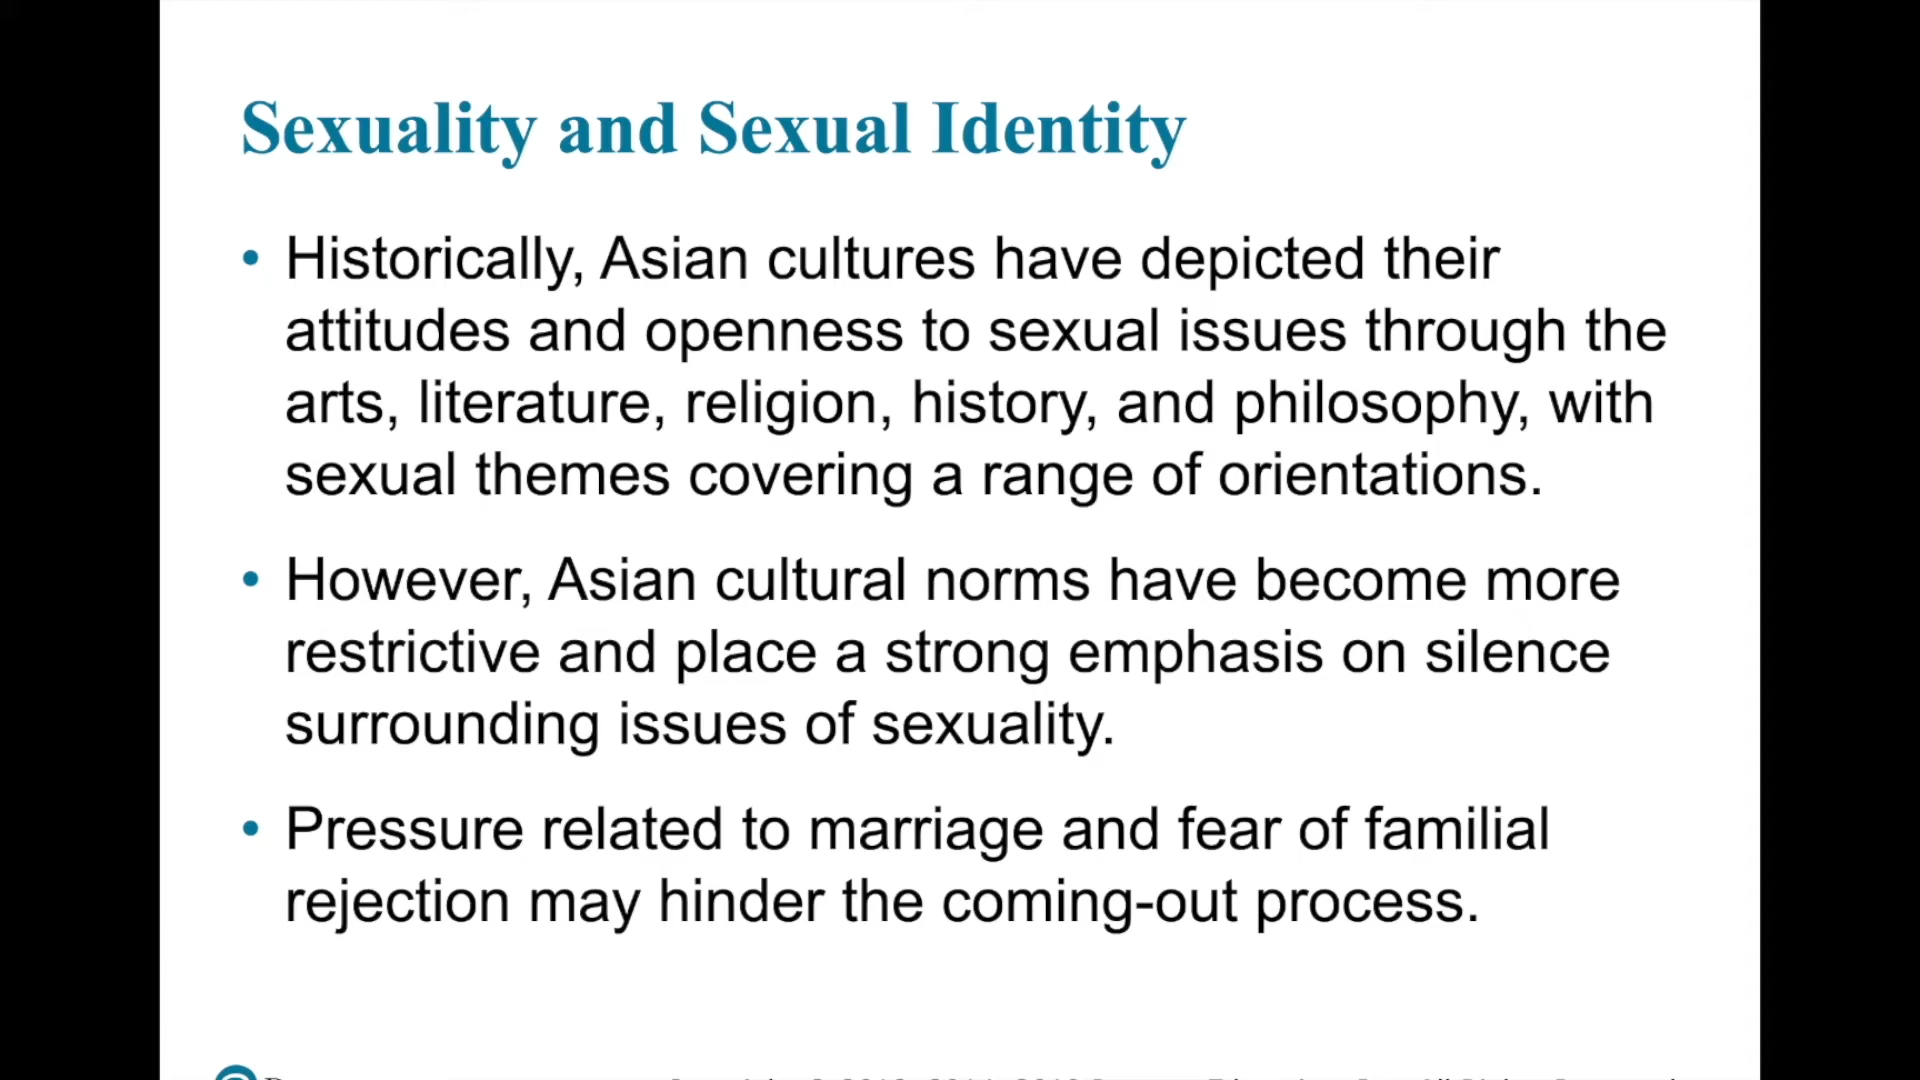 Sexuality and Sexual Identity
• Historically, Asian cultures have depicted their
attitudes and openness to sexual issues through the
arts, literature, religion, history, and philosophy, with
sexual themes covering a range of orientations.
• However, Asian cultural norms have become more
restrictive and place a strong emphasis on silence
surrounding issues of sexuality.
• Pressure related to marriage and fear of familial
rejection may hinder the coming-out process.